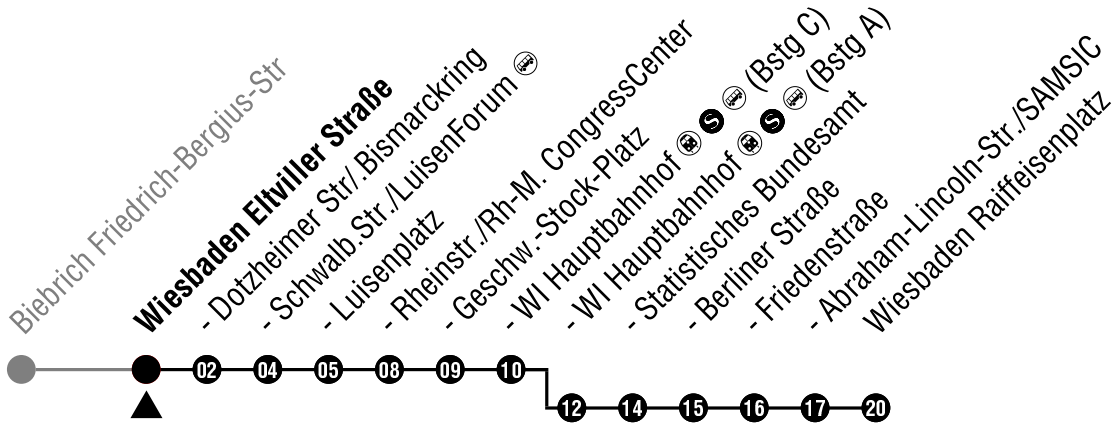 Biebrich Friedrich-Bergius-Str
Wiesbaden Eltviller Straße
- Dotzheimer Str/.Bismarckring
- Schwalb.Str./LuisenForum
- Luisenplatz
- Rheinstr./Rh-M. CongressCenter
- Geschw.-Stock-Platz
- WI Hauptbahnhof S (Bstg C)
- WI Hauptbahnhof S (Bstg A)
- Statistisches Bundesamt
- Berliner Straße
- Friedenstraße
- Abraham-Lincoln-Str./SAMSIC
Wiesbaden Raiffeisenplatz
02 04 05 08 09 10
12 14 15 16 17 20